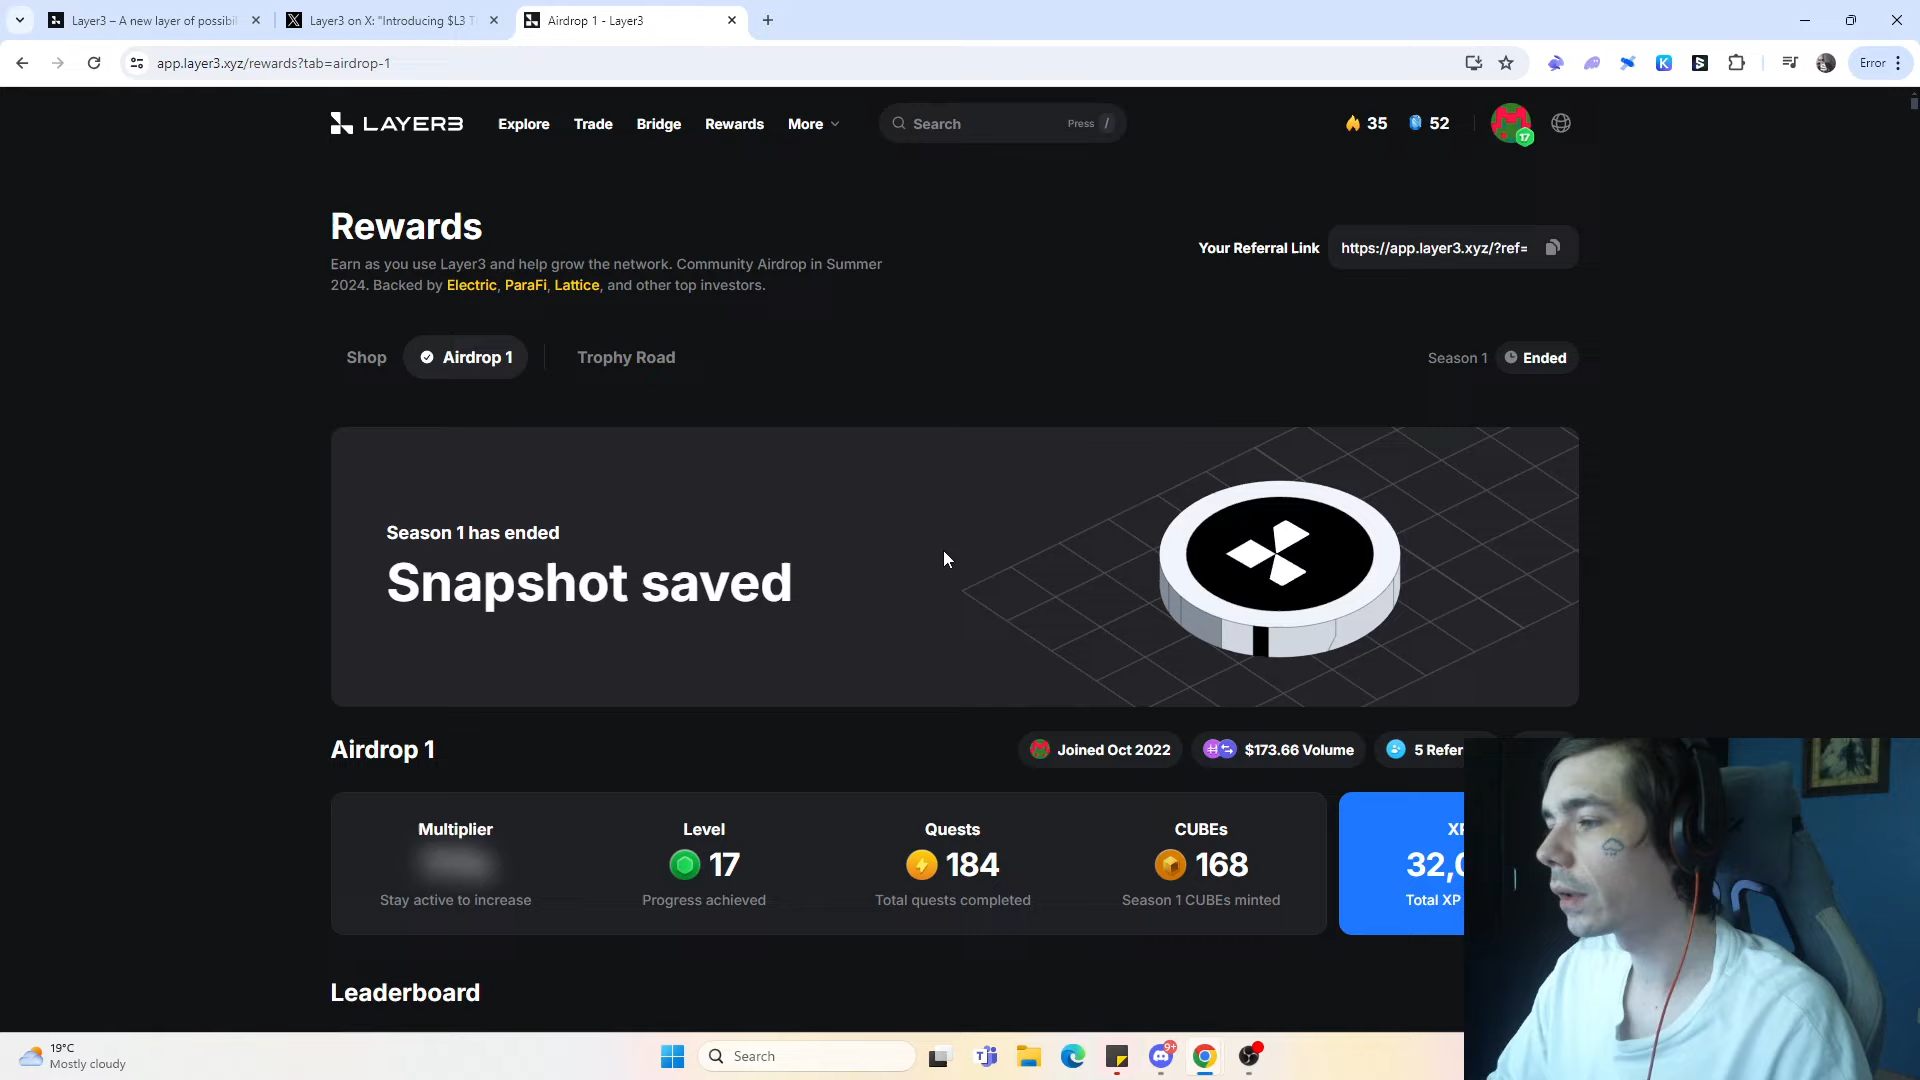 Layer3 – A new layer of possibil
Layer3 on X: "Introducing $L3 T
Airdrop 1 - Layer3
app.layer3.xyz/rewards?tab=airdrop-1
Error
LAYER3
Explore
Trade
Bridge
Rewards
More
Search
Press /
35
52
17
Rewards
Earn as you use Layer3 and help grow the network. Community Airdrop in Summer
2024. Backed by Electric, ParaFi, Lattice, and other top investors.
Your Referral Link
https://app.layer3.xyz/?ref=
Shop
Airdrop 1
Trophy Road
Season 1
Ended
Season 1 has ended
Snapshot saved
Airdrop 1
Joined Oct 2022
$173.66 Volume
5 Refer
Multiplier
Stay active to increase
Level
17
Progress achieved
Quests
184
Total quests completed
CUBEs
168
Season 1 CUBEs minted
XP
32,0
Total XP
Leaderboard
19°C
Mostly cloudy
Search
9+